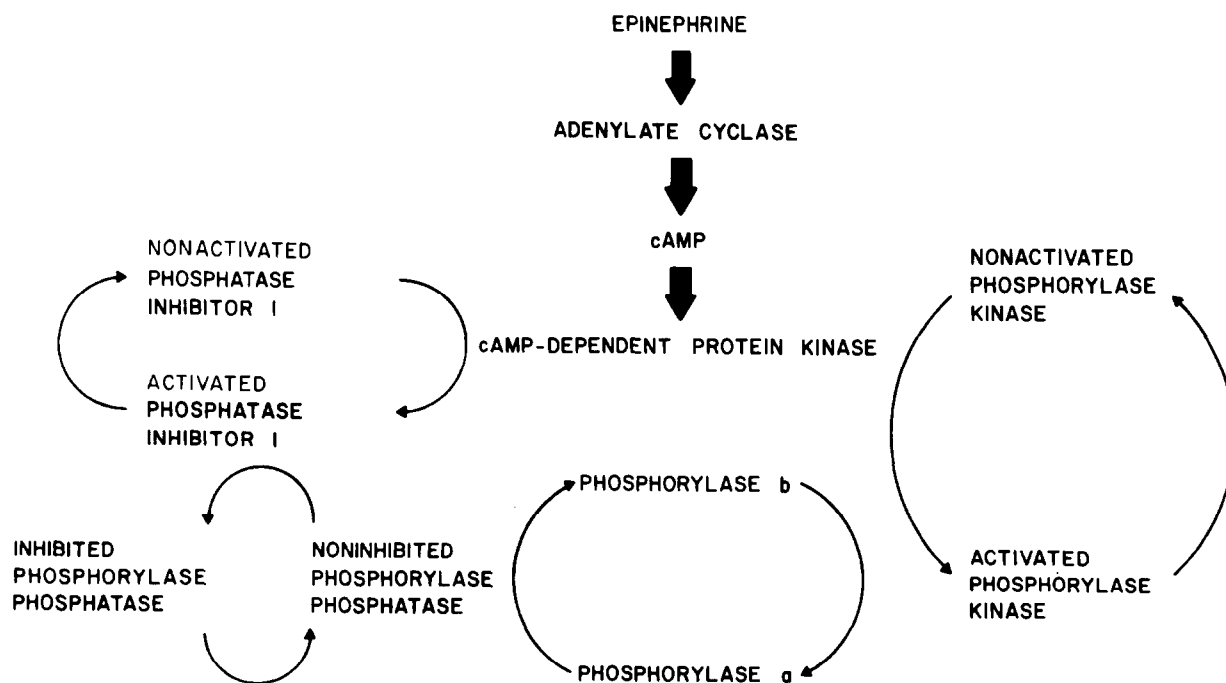 EPINEPHRINE
ADENYLATE CYCLASE
cAMP
NONACTIVATED
PHOSPHATASE
INHIBITOR I
NONACTIVATED
PHOSPHORYLASE
KINASE
cAMP-DEPENDENT PROTEIN KINASE
ACTIVATED
PHOSPHATASE
INHIBITOR I
PHOSPHORYLASE b
INHIBITED
PHOSPHORYLASE
PHOSPHATASE
NONINHIBITED
PHOSPHORYLASE
PHOSPHATASE
ACTIVATED
PHOSPHORYLASE
KINASE
PHOSPHORYLASE a